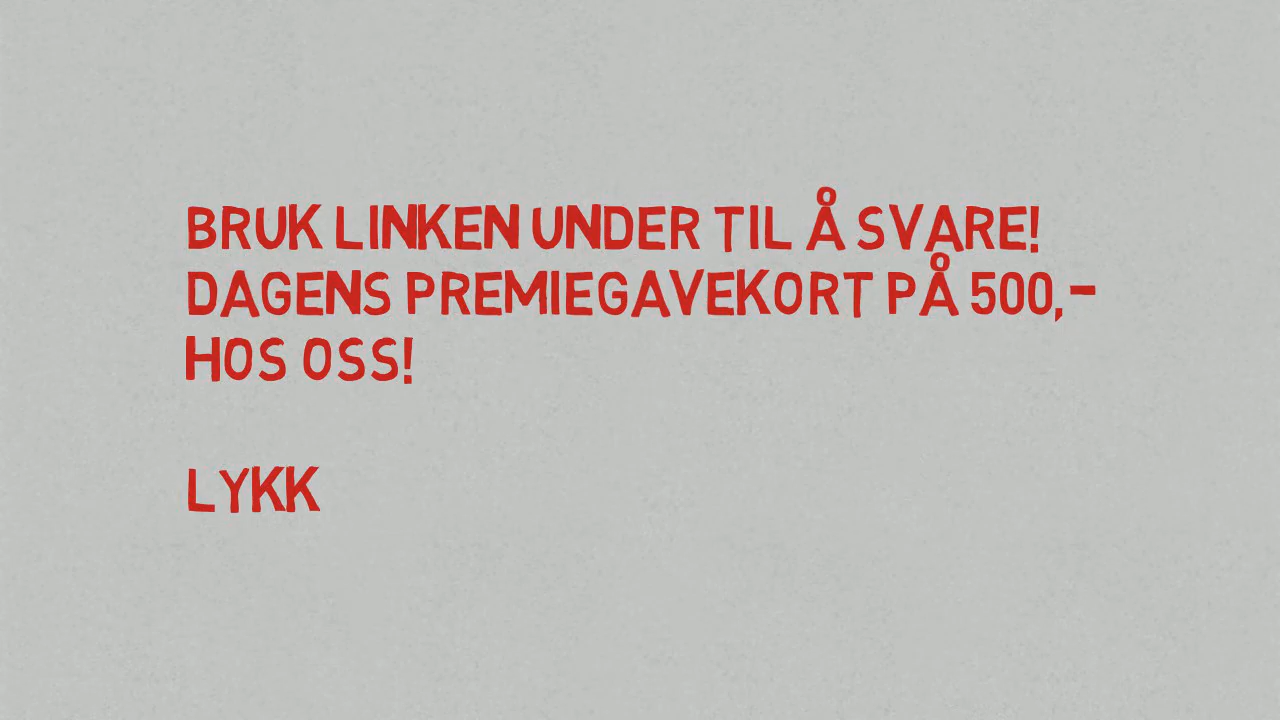 BRUK LINKEN UNDER TIL Å SVARE!
DAGENS PREMIEGAVEKORT PÅ 500,-
HOS OSS!
LYKK